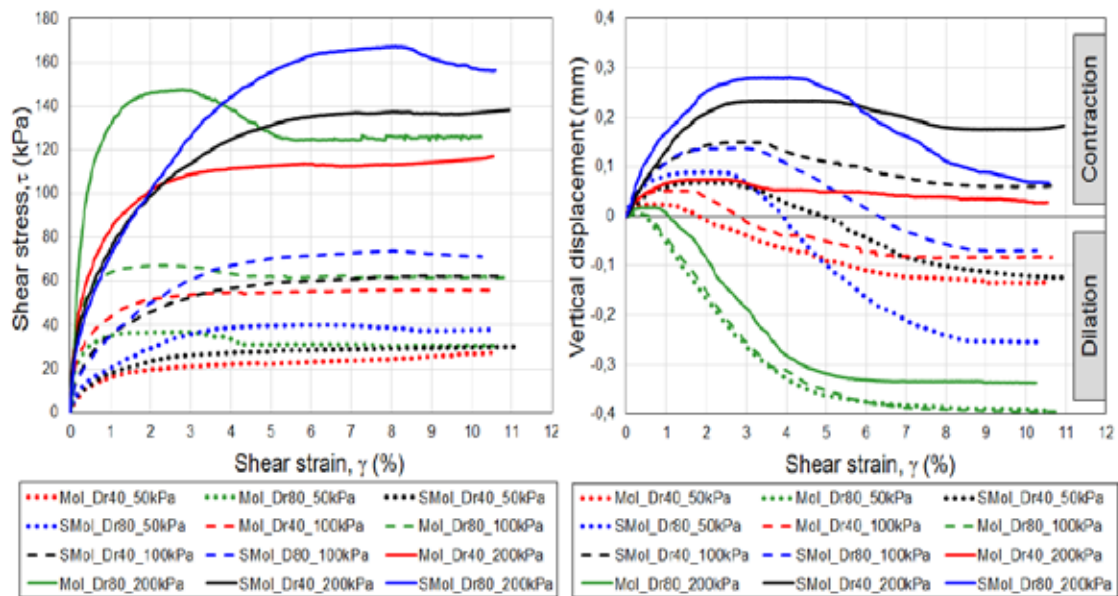 180
160
140
120
100
80
60
40
20
0
Shear stress, τ (kPa)
0 1 2 3 4 5 6 7 8 9 10 11 12
Shear strain, γ (%)
Mol_Dr40_50kPa Mol_Dr80_50kPa SMol_Dr40_50kPa
SMol_Dr80_50kPa Mol_Dr40_100kPa Mol_Dr80_100kPa
SMol_Dr40_100kPa SMol_D80_100kPa Mol_Dr40_200kPa
Mol_Dr80_200kPa SMol_Dr40_200kPa SMol_Dr80_200kPa
0,4
0,3
0,2
0,1
0
-0,1
-0,2
-0,3
-0,4
Vertical displacement (mm)
Contraction
Dilation
0 1 2 3 4 5 6 7 8 9 10 11 12
Shear strain, γ (%)
Mol_Dr40_50kPa Mol_Dr80_50kPa SMol_Dr40_50kPa
SMol_Dr80_50kPa Mol_Dr40_100kPa Mol_Dr80_100kPa
SMol_Dr40_100kPa SMol_Dr80_100kPa Mol_Dr40_200kPa
Mol_Dr80_200kPa SMol_Dr40_200kPa SMol_Dr80_200kPa